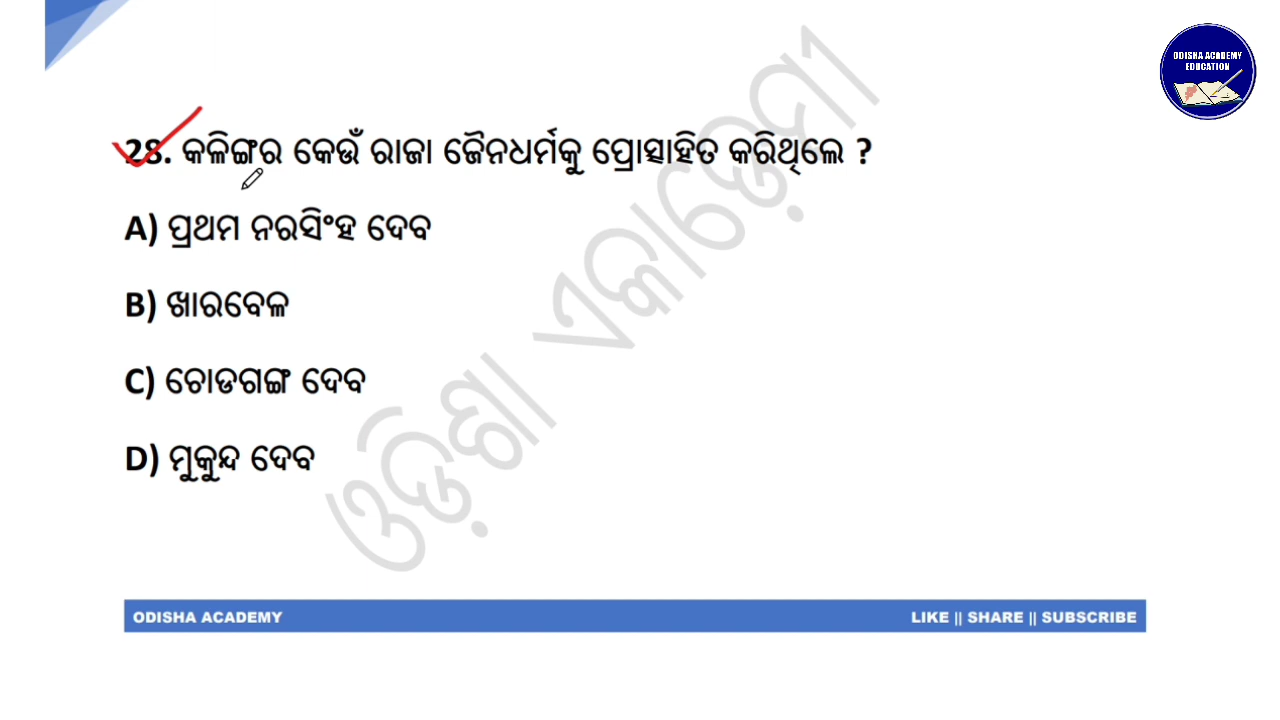 ODISHA ACADEMY
EDUCATION
28. କଳିଙ୍ଗର କେଉଁ ରାଜା ଜୈନଧର୍ମକୁ ପ୍ରୋତ୍ସାହିତ କରିଥିଲେ ?
A) ପ୍ରଥମ ନରସିଂହ ଦେବ
B) ଖାରବେଳ
C) ଚୋଡଗଙ୍ଗ ଦେବ
D) ମୁକୁନ୍ଦ ଦେବ
ଓଡ଼ିଶା ଏକାଡ଼େମୀ
ODISHA ACADEMY
LIKE || SHARE || SUBSCRIBE